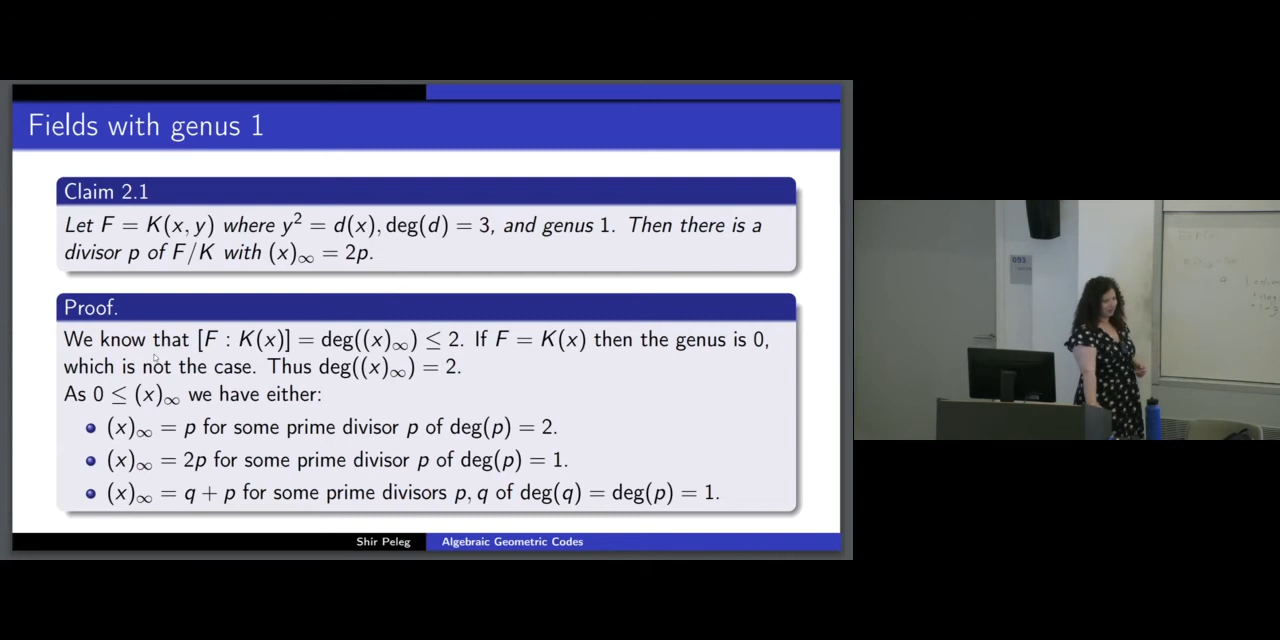 Fields with genus 1
Claim 2.1
Let F = K(x, y) where y² = d(x), deg(d) = 3, and genus 1. Then there is a
divisor p of F/K with (x)∞ = 2p.
Proof.
We know that [F : K(x)] = deg((x)∞) ≤ 2. If F = K(x) then the genus is 0,
which is not the case. Thus deg((x)∞) = 2.
As 0 ≤ (x)∞ we have either:
(x)∞ = p for some prime divisor p of deg(p) = 2.
(x)∞ = 2p for some prime divisor p of deg(p) = 1.
(x)∞ = q + p for some prime divisors p, q of deg(q) = deg(p) = 1.
Shir Peleg
Algebraic Geometric Codes
093